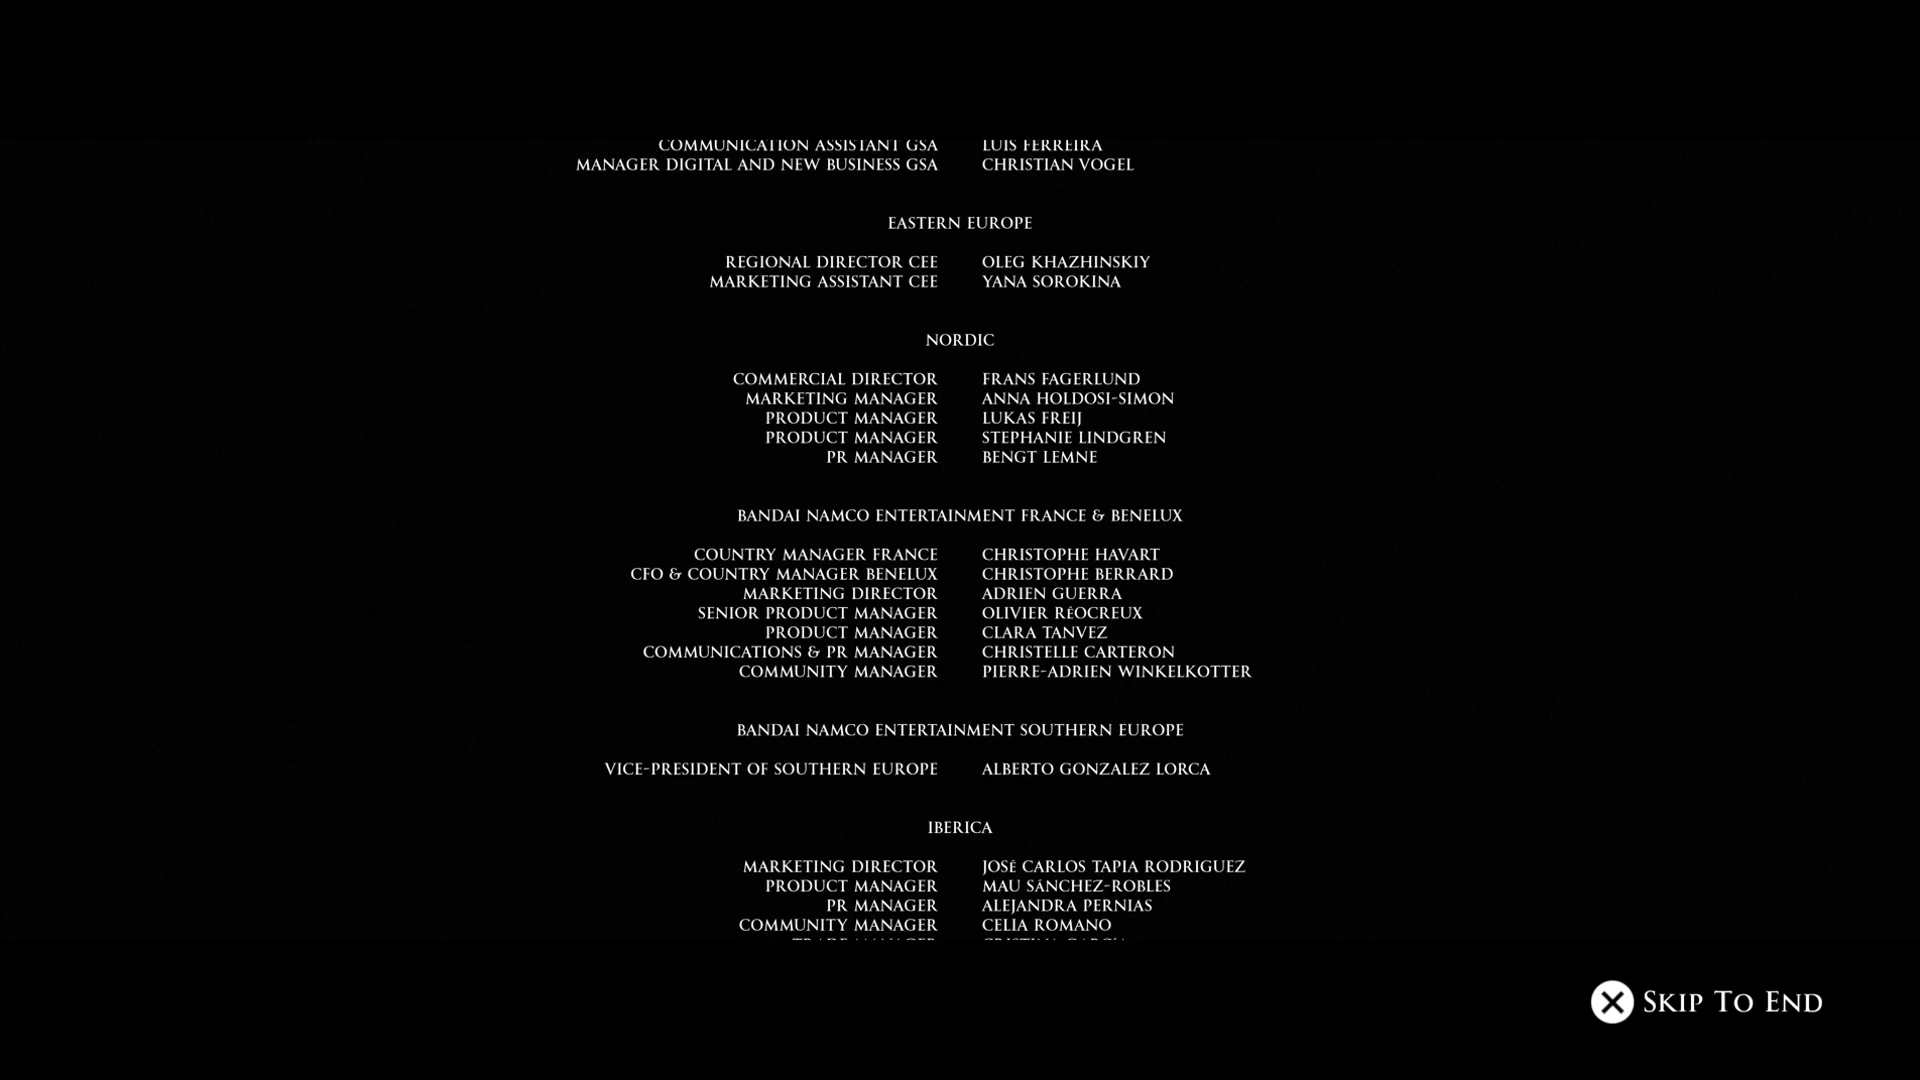 COMMUNICATION ASSISTANT GSA LUIS FERREIRA
MANAGER DIGITAL AND NEW BUSINESS GSA CHRISTIAN VOGEL
EASTERN EUROPE
REGIONAL DIRECTOR CEE OLEG KHAZHINSKIY
MARKETING ASSISTANT CEE YANA SOROKINA
NORDIC
COMMERCIAL DIRECTOR FRANS FAGERLUND
MARKETING MANAGER ANNA HOLDOSI-SIMON
PRODUCT MANAGER LUKAS FREIJ
PRODUCT MANAGER STEPHANIE LINDGREN
PR MANAGER BENGT LEMNE
BANDAI NAMCO ENTERTAINMENT FRANCE & BENELUX
COUNTRY MANAGER FRANCE CHRISTOPHE HAVART
CFO & COUNTRY MANAGER BENELUX CHRISTOPHE BERRARD
MARKETING DIRECTOR ADRIEN GUERRA
SENIOR PRODUCT MANAGER OLIVIER RÉOCREUX
PRODUCT MANAGER CLARA TANVEZ
COMMUNICATIONS & PR MANAGER CHRISTELLE CARTERON
COMMUNITY MANAGER PIERRE-ADRIEN WINKELKOTTER
BANDAI NAMCO ENTERTAINMENT SOUTHERN EUROPE
VICE-PRESIDENT OF SOUTHERN EUROPE ALBERTO GONZALEZ LORCA
IBERICA
MARKETING DIRECTOR JOSÉ CARLOS TAPIA RODRIGUEZ
PRODUCT MANAGER MAU SÁNCHEZ-ROBLES
PR MANAGER ALEJANDRA PERNIAS
COMMUNITY MANAGER CELIA ROMANO
TRADE MANAGER CRISTINA GARCÍA
Skip To End